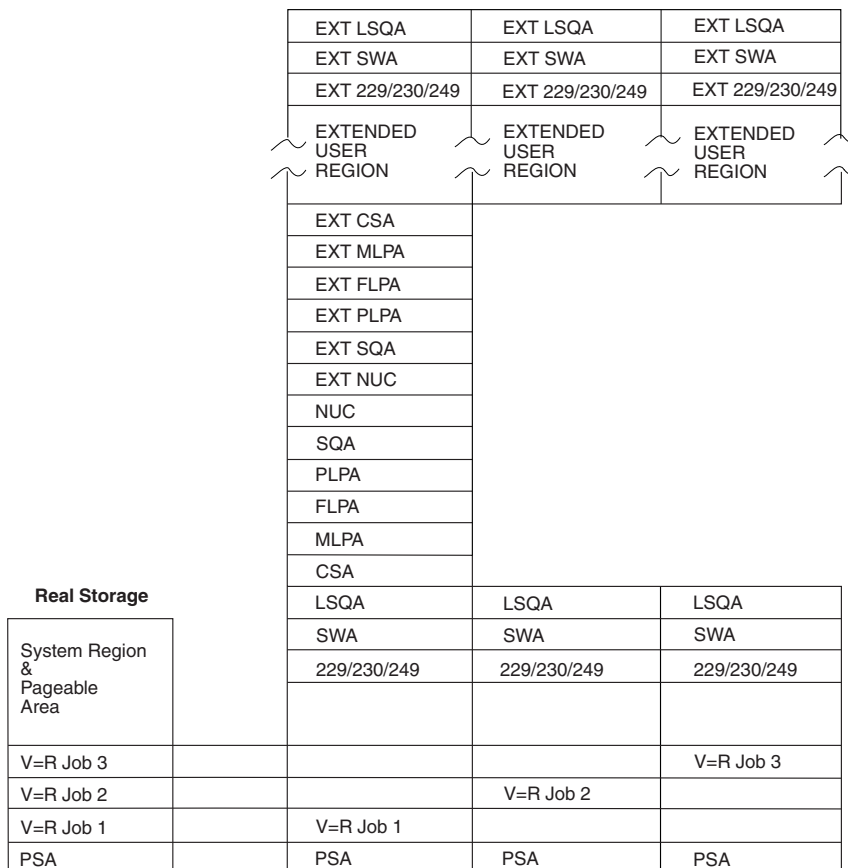 EXT LSQA EXT LSQA EXT LSQA
EXT SWA EXT SWA EXT SWA
EXT 229/230/249 EXT 229/230/249 EXT 229/230/249
EXTENDED EXTENDED EXTENDED
USER USER USER
REGION REGION REGION
EXT CSA
EXT MLPA
EXT FLPA
EXT PLPA
EXT SQA
EXT NUC
NUC
SQA
PLPA
FLPA
MLPA
CSA
Real Storage
LSQA LSQA LSQA
SWA SWA SWA
229/230/249 229/230/249 229/230/249
System Region
&
Pageable
Area
V=R Job 3 V=R Job 3
V=R Job 2 V=R Job 2
V=R Job 1 V=R Job 1
PSA PSA PSA PSA